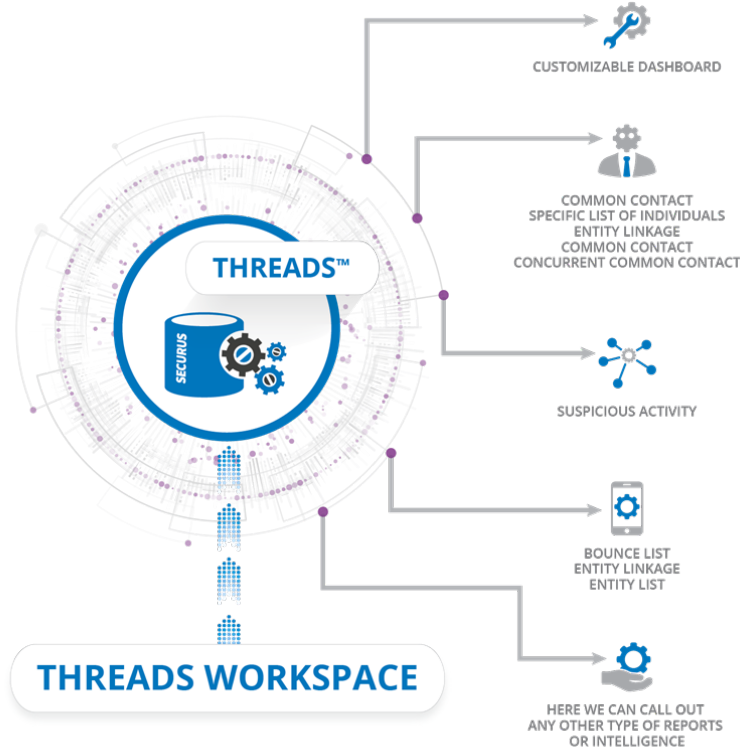 CUSTOMIZABLE DASHBOARD
COMMON CONTACT
SPECIFIC LIST OF INDIVIDUALS
ENTITY LINKAGE
COMMON CONTACT
CONCURRENT COMMON CONTACT
THREADS™
SECURUS
SUSPICIOUS ACTIVITY
BOUNCE LIST
ENTITY LINKAGE
ENTITY LIST
THREADS WORKSPACE
HERE WE CAN CALL OUT
ANY OTHER TYPE OF REPORTS
OR INTELLIGENCE